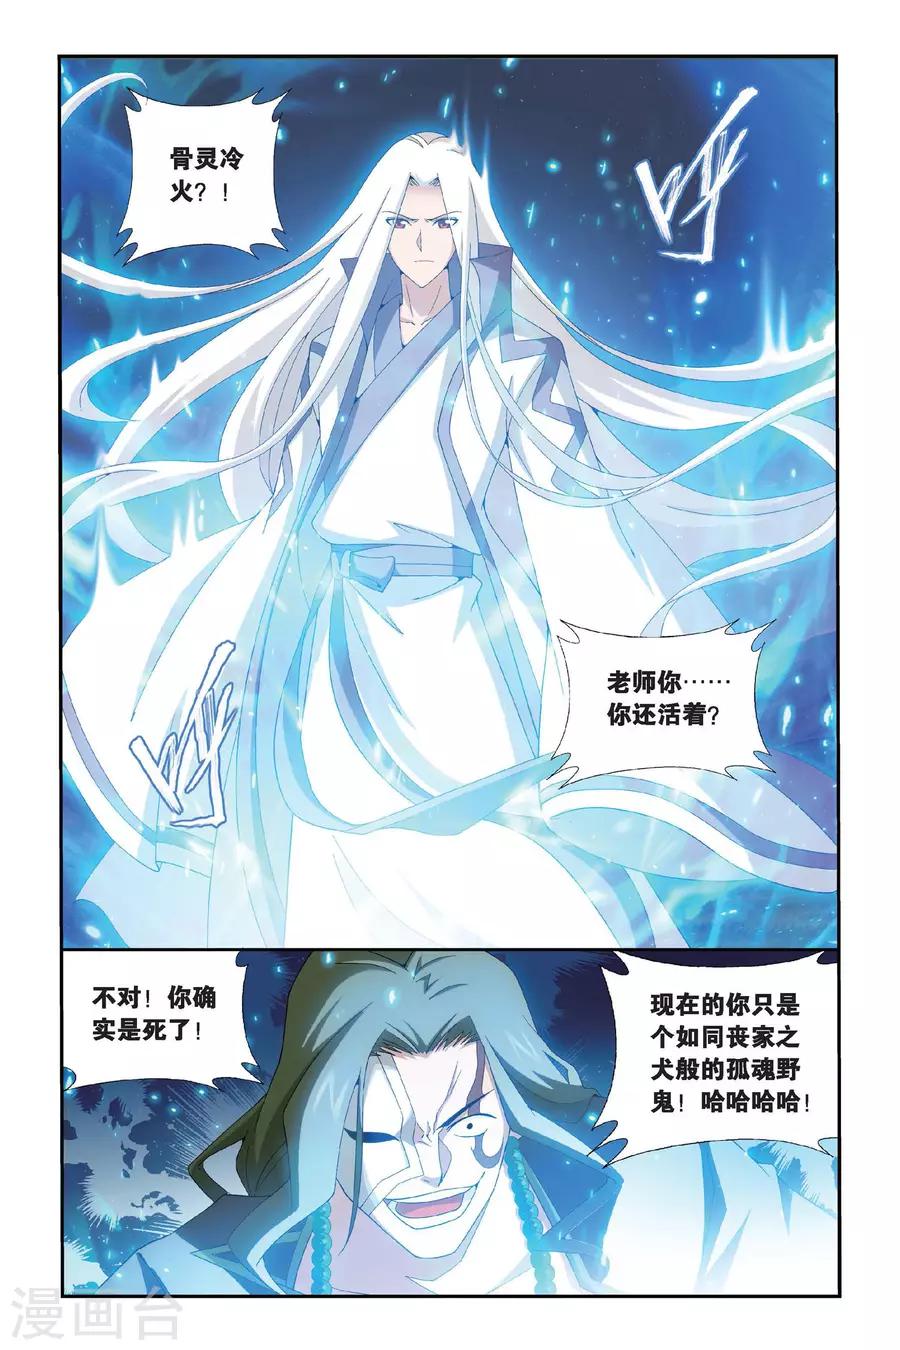 骨灵冷
火？！
呼
呼
老师你……
你还活着？
不对！你确
实是死了！
现在的你只是
个如同丧家之
犬般的孤魂野
鬼！哈哈哈哈！
漫画台